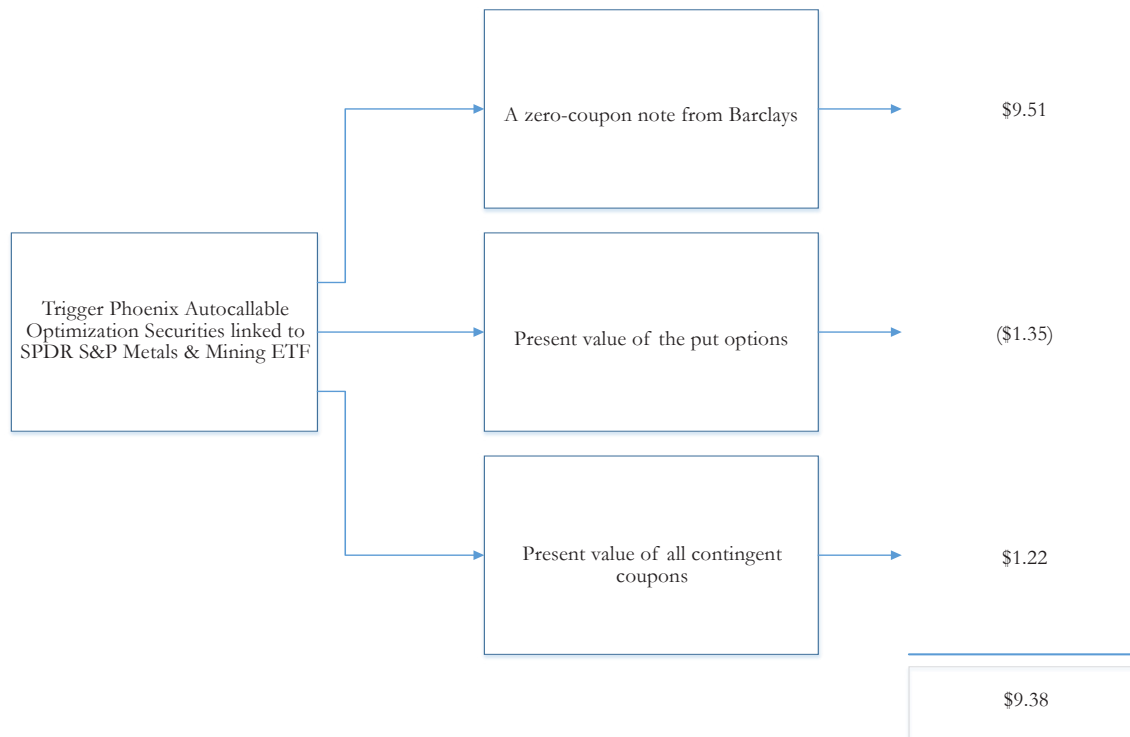 A zero-coupon note from Barclays
$9.51
Trigger Phoenix Autocallable
Optimization Securities linked to
SPDR S&P Metals & Mining ETF
Present value of the put options
($1.35)
Present value of all contingent
coupons
$1.22
$9.38